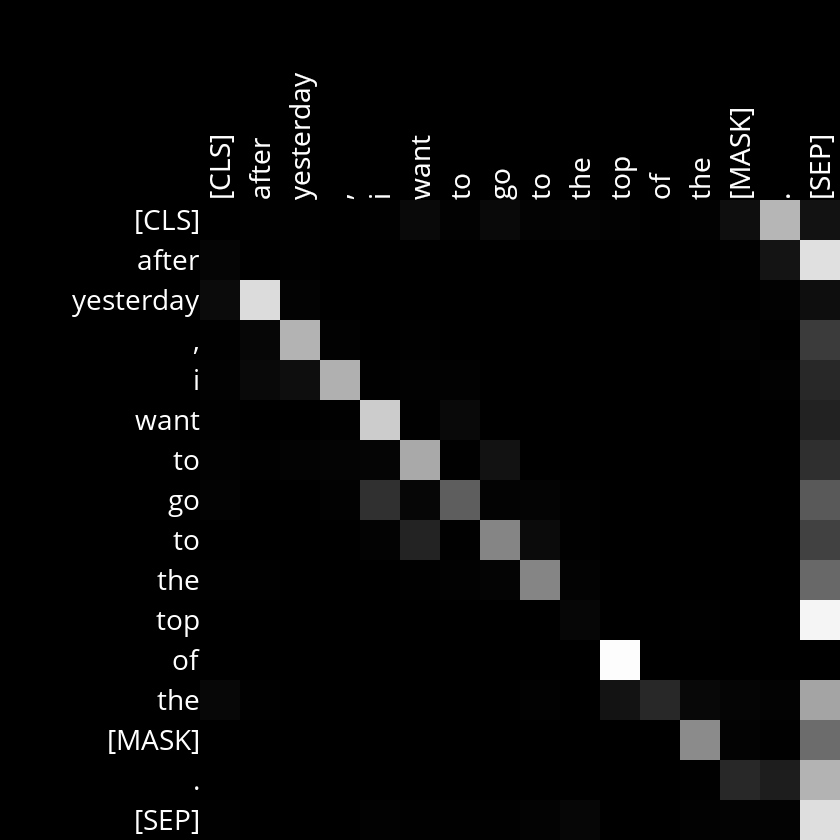 [CLS] after yesterday , i want to go to the top of the [MASK] . [SEP]
[CLS]
after
yesterday
,
i
want
to
go
to
the
top
of
the
[MASK]
.
[SEP]